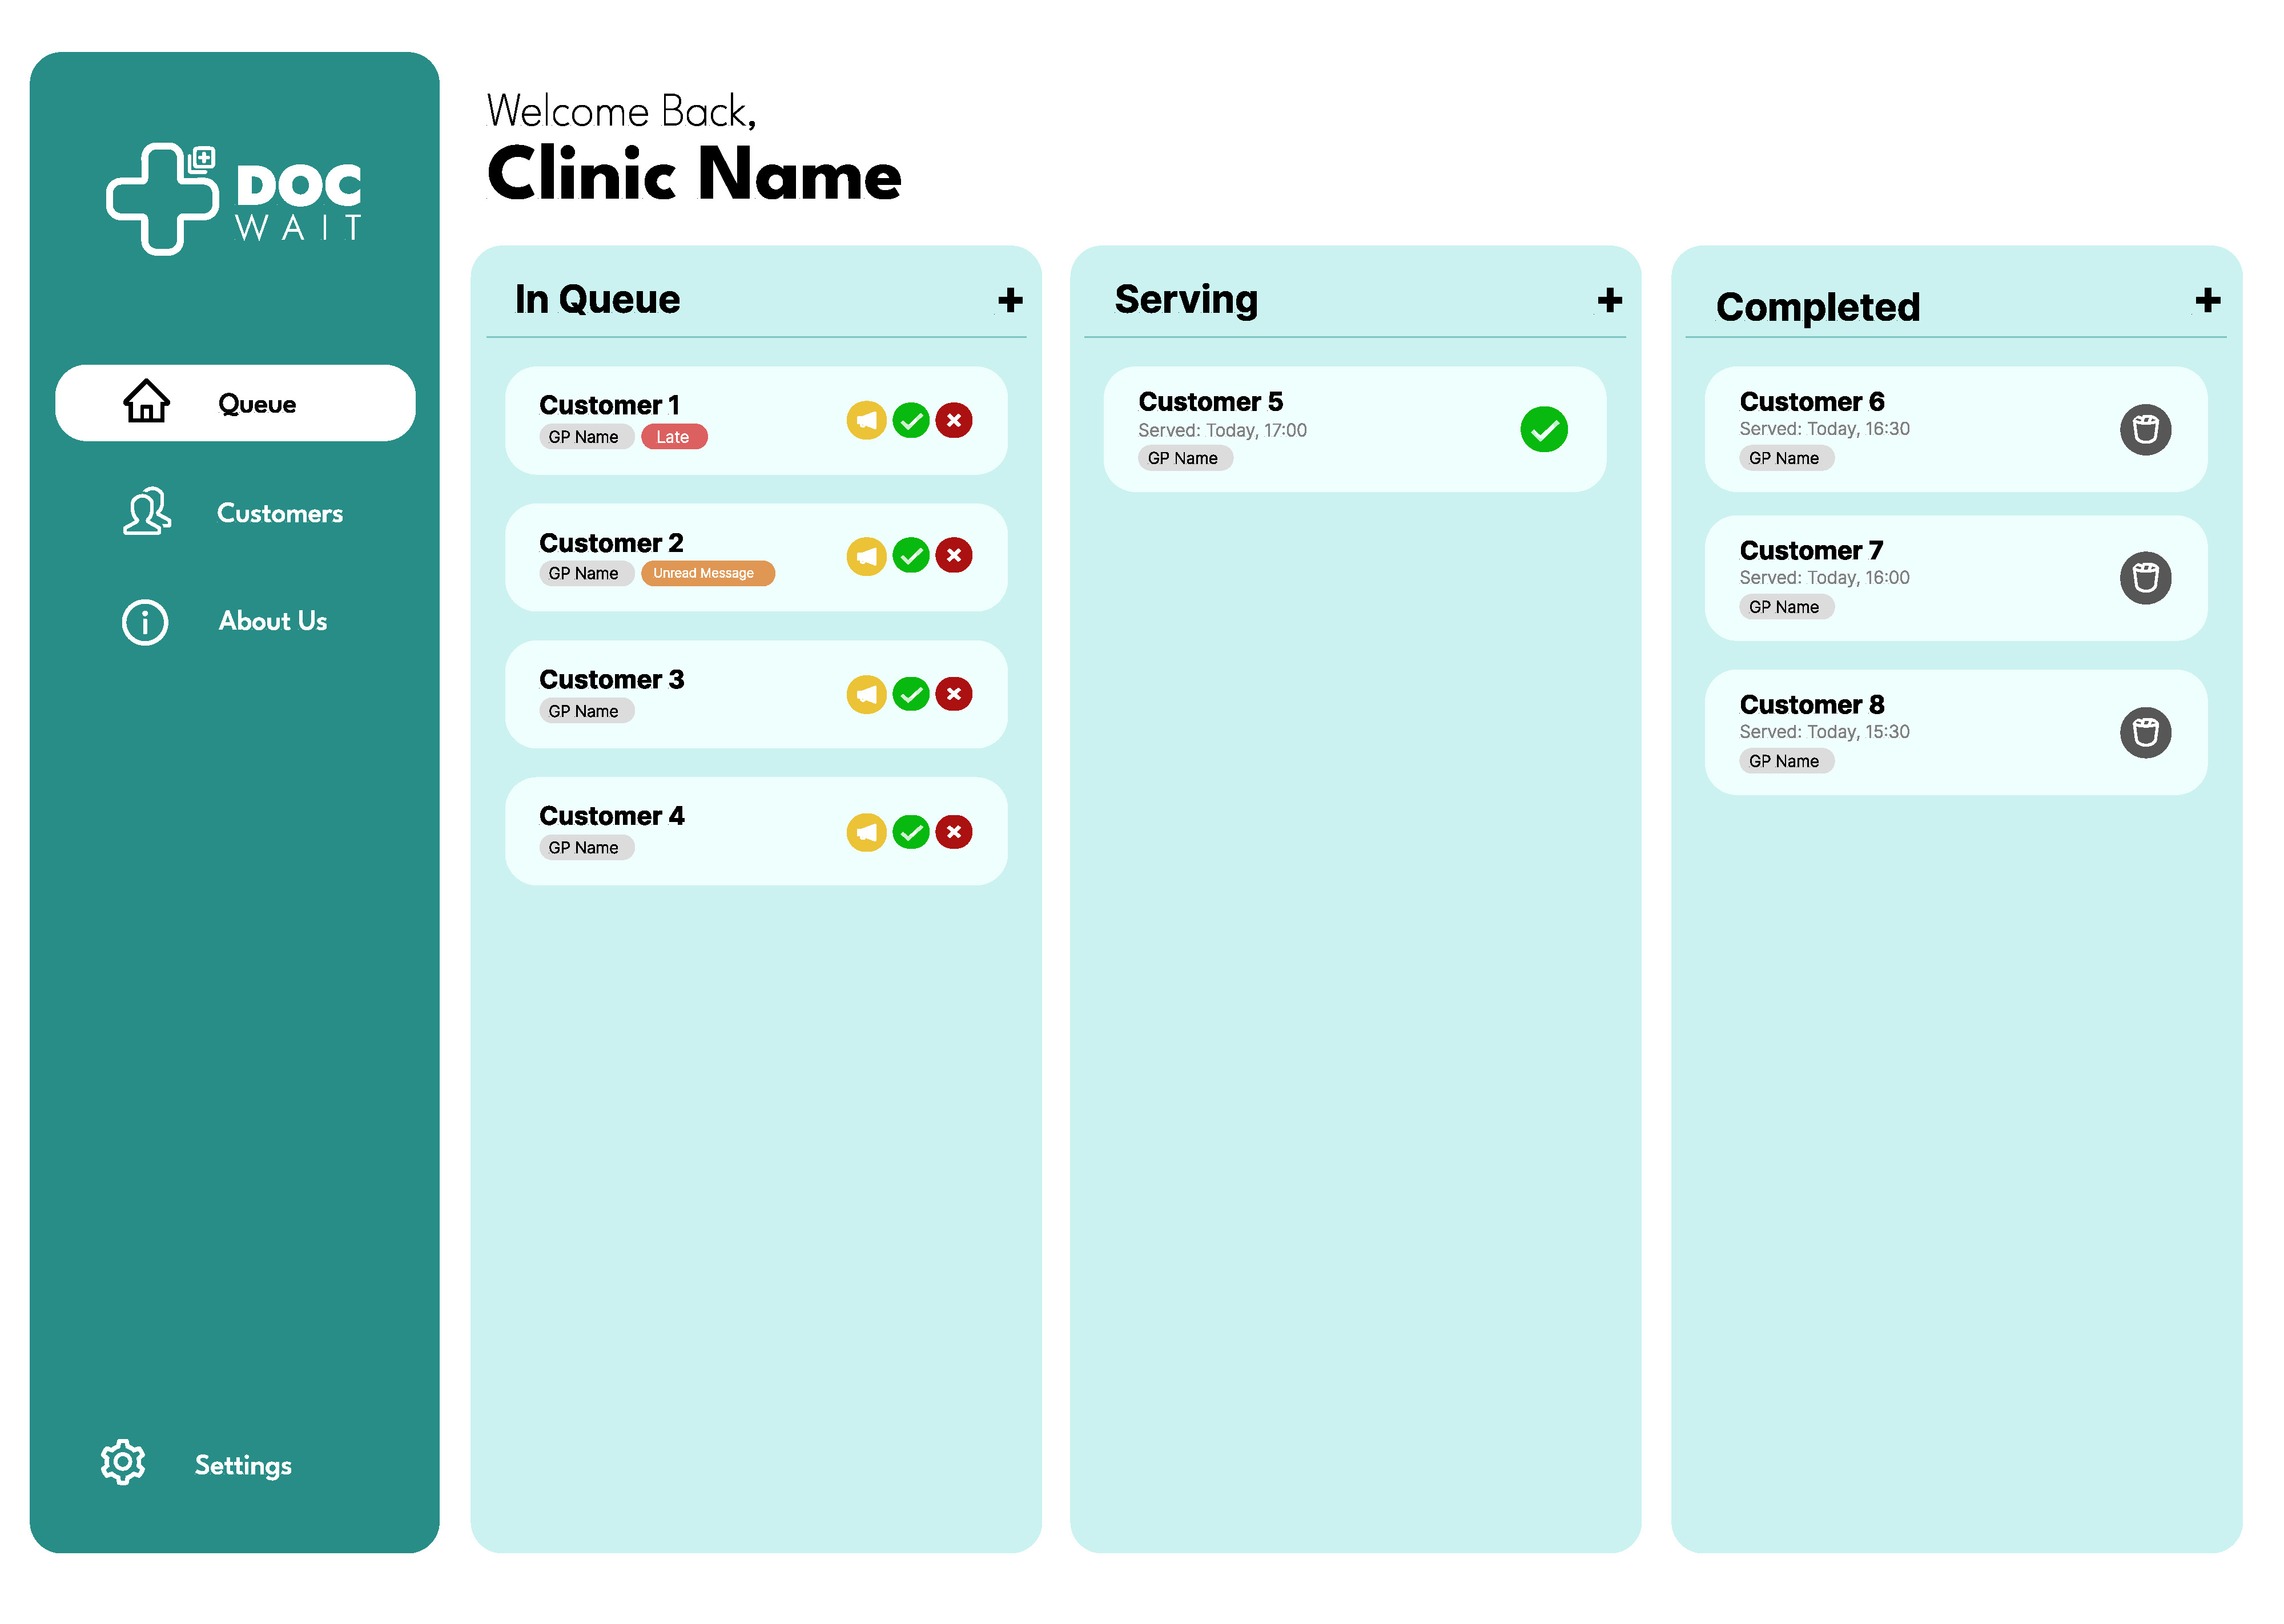 DOC
WAIT
Queue
Customers
About Us
Settings
Welcome Back,
Clinic Name
In Queue
Customer 1
GP Name Late
Customer 2
GP Name Unread Message
Customer 3
GP Name
Customer 4
GP Name
Serving
Customer 5
Served: Today, 17:00
GP Name
Completed
Customer 6
Served: Today, 16:30
GP Name
Customer 7
Served: Today, 16:00
GP Name
Customer 8
Served: Today, 15:30
GP Name